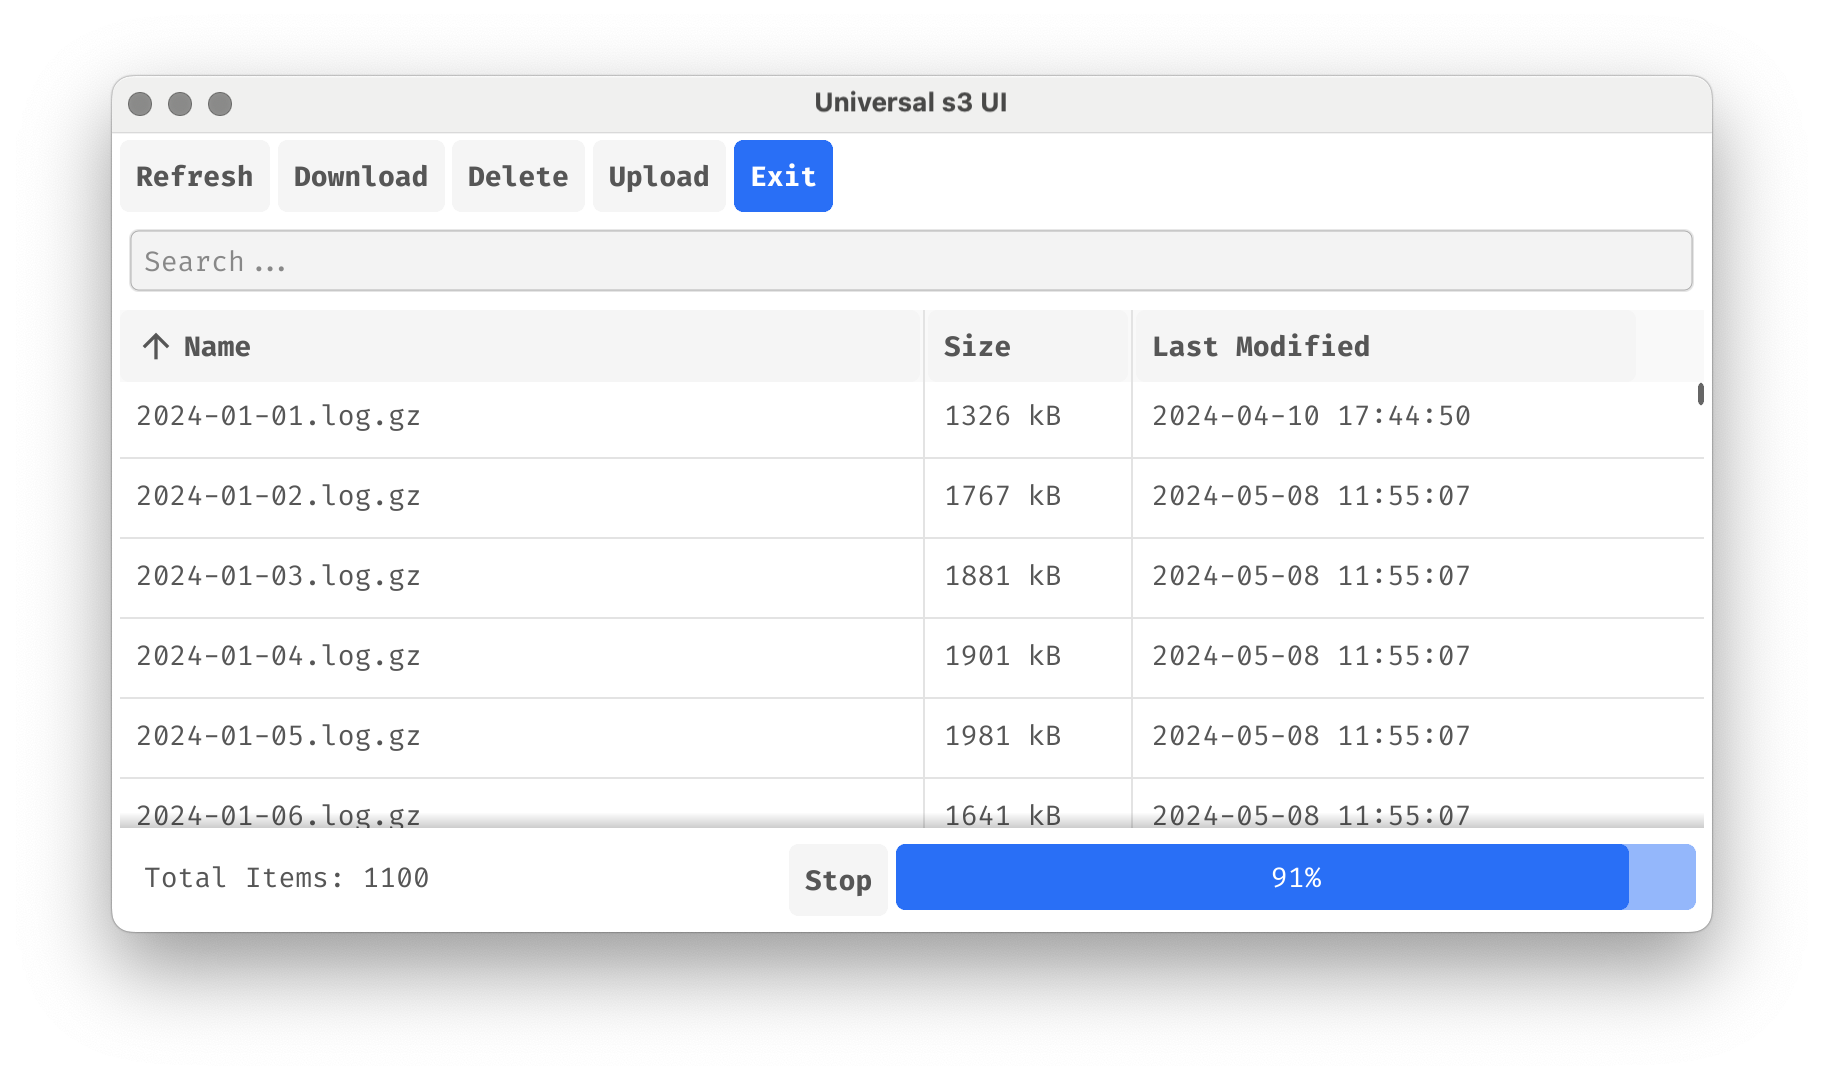 Universal s3 UI
Refresh Download Delete Upload Exit
Search...
↑ Name Size Last Modified
2024-01-01.log.gz 1326 kB 2024-04-10 17:44:50
2024-01-02.log.gz 1767 kB 2024-05-08 11:55:07
2024-01-03.log.gz 1881 kB 2024-05-08 11:55:07
2024-01-04.log.gz 1901 kB 2024-05-08 11:55:07
2024-01-05.log.gz 1981 kB 2024-05-08 11:55:07
2024-01-06.log.gz 1641 kB 2024-05-08 11:55:07
Total Items: 1100 Stop 91%